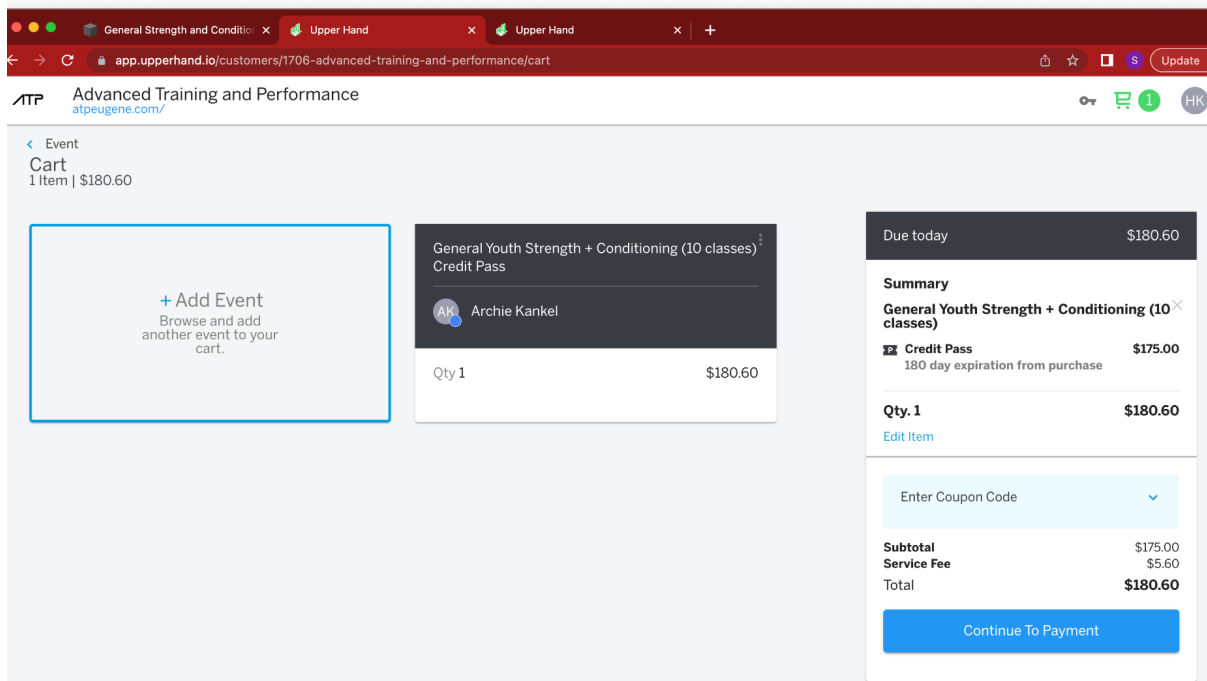 General Strength and Condition
Upper Hand
Upper Hand
app.upperhand.io/customers/1706-advanced-training-and-performance/cart
S
Update
ATP
Advanced Training and Performance
atpeugene.com/
1
HK
Event
Cart
1 Item | $180.60
+ Add Event
Browse and add
another event to your
cart.
General Youth Strength + Conditioning (10 classes)
Credit Pass
AK
Archie Kankel
Qty 1
$180.60
Due today
$180.60
Summary
General Youth Strength + Conditioning (10
classes)
P
Credit Pass
$175.00
180 day expiration from purchase
Qty. 1
$180.60
Edit Item
Enter Coupon Code
Subtotal
$175.00
Service Fee
$5.60
Total
$180.60
Continue To Payment